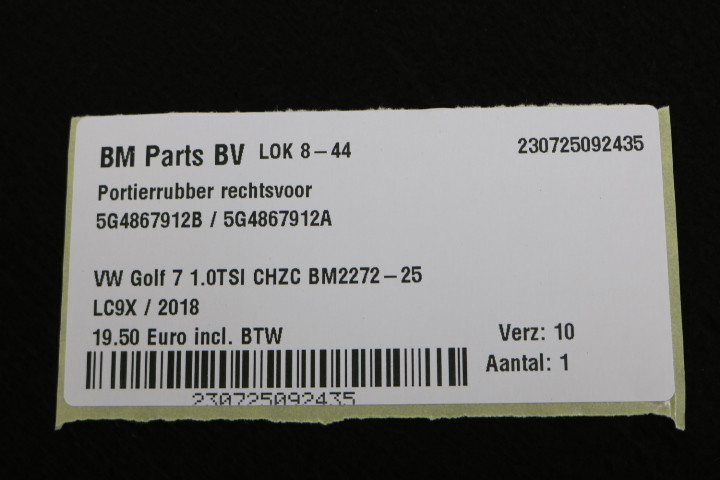 BM Parts BV LOK 8-44 230725092435
Portierrubber rechtsvoor
5G4867912B / 5G4867912A
VW Golf 7 1.0TSI CHZC BM2272-25
LC9X / 2018
19.50 Euro incl. BTW Verz: 10
Aantal: 1
230725092435